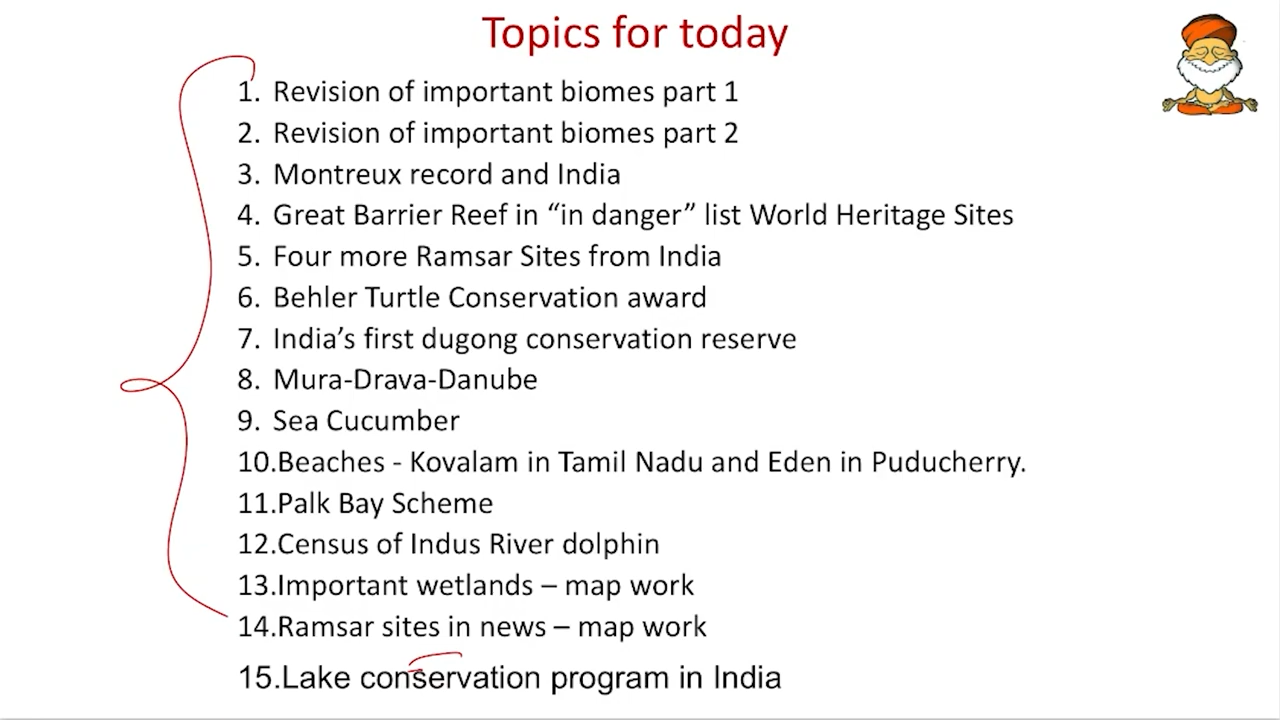 Topics for today
1. Revision of important biomes part 1
2. Revision of important biomes part 2
3. Montreux record and India
4. Great Barrier Reef in “in danger” list World Heritage Sites
5. Four more Ramsar Sites from India
6. Behler Turtle Conservation award
7. India’s first dugong conservation reserve
8. Mura-Drava-Danube
9. Sea Cucumber
10.Beaches - Kovalam in Tamil Nadu and Eden in Puducherry.
11.Palk Bay Scheme
12.Census of Indus River dolphin
13.Important wetlands – map work
14.Ramsar sites in news – map work
15.Lake conservation program in India